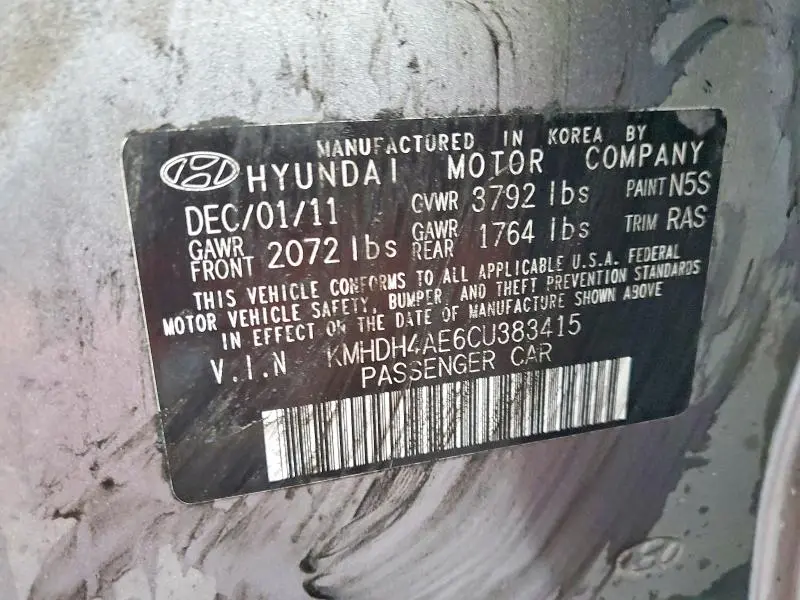 MANUFACTURED IN KOREA BY
HYUNDAI MOTOR COMPANY
DEC/01/11 GVWR 3792 lbs PAINT N5S
GAWR FRONT 2072 lbs GAWR REAR 1764 lbs TRIM RAS
THIS VEHICLE CONFORMS TO ALL APPLICABLE U.S.A. FEDERAL
MOTOR VEHICLE SAFETY, BUMPER, AND THEFT PREVENTION STANDARDS
IN EFFECT ON THE DATE OF MANUFACTURE SHOWN ABOVE
V.I.N KMHDH4AE6CU383415
PASSENGER CAR